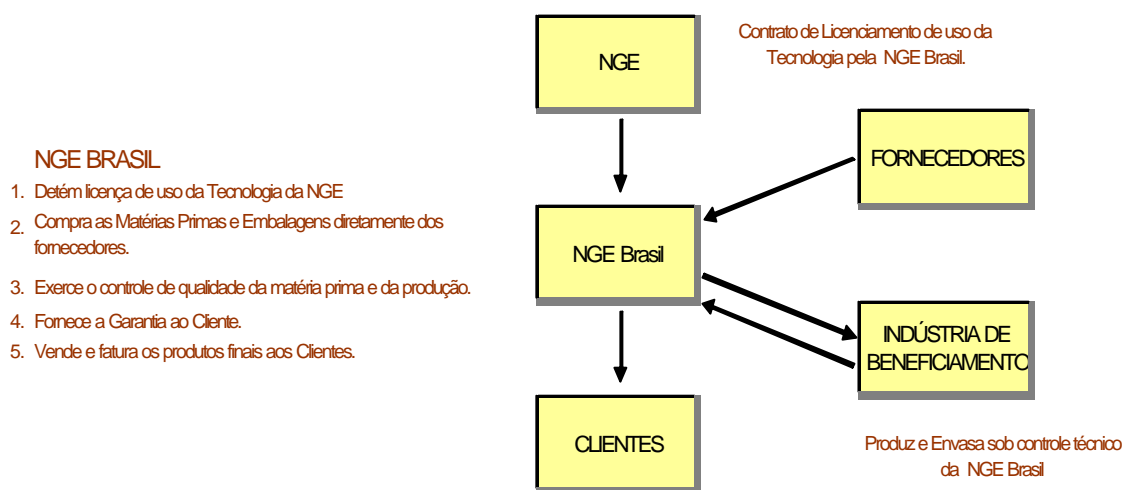 NGE
Contrato de Licenciamento de uso da
Tecnologia pela NGE Brasil.
FORNECEDORES
NGE BRASIL
1. Detém licença de uso da Tecnologia da NGE
2. Compra as Matérias Primas e Embalagens diretamente dos
fornecedores.
3. Exerce o controle de qualidade da matéria prima e da produção.
4. Fornece a Garantia ao Cliente.
5. Vende e fatura os produtos finais aos Clientes.
NGE Brasil
INDÚSTRIA DE
BENEFICIAMENTO
CLIENTES
Produz e Envasa sob controle técnico
da NGE Brasil